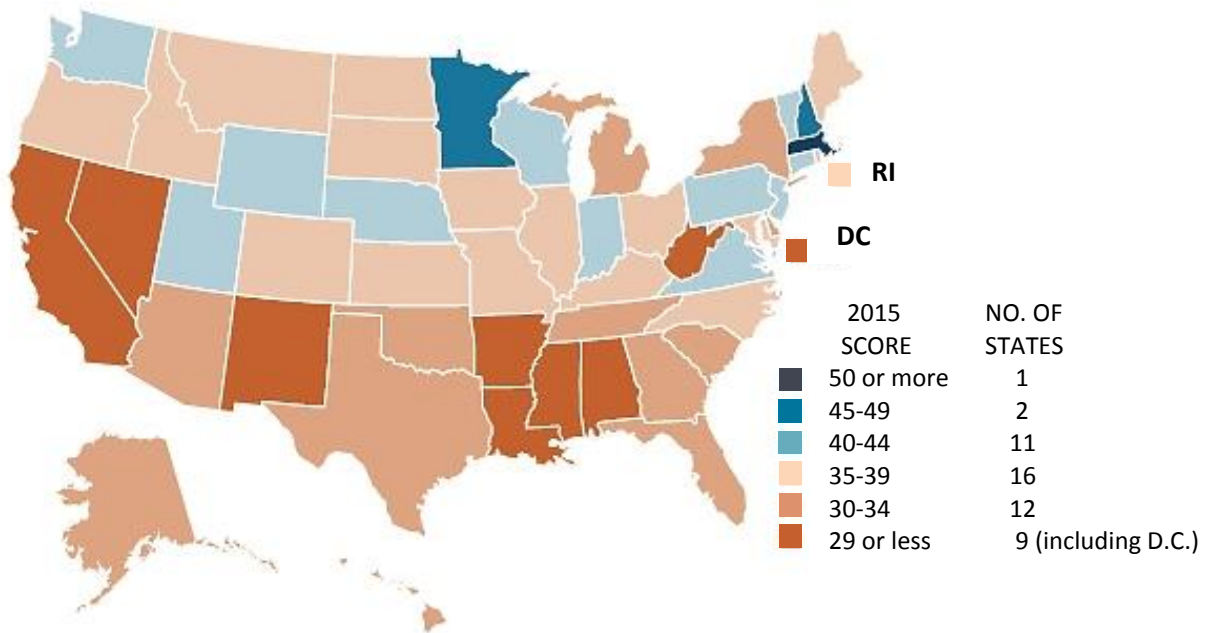 RI
DC
2015 NO. OF
SCORE STATES
50 or more 1
45-49 2
40-44 11
35-39 16
30-34 12
29 or less 9 (including D.C.)